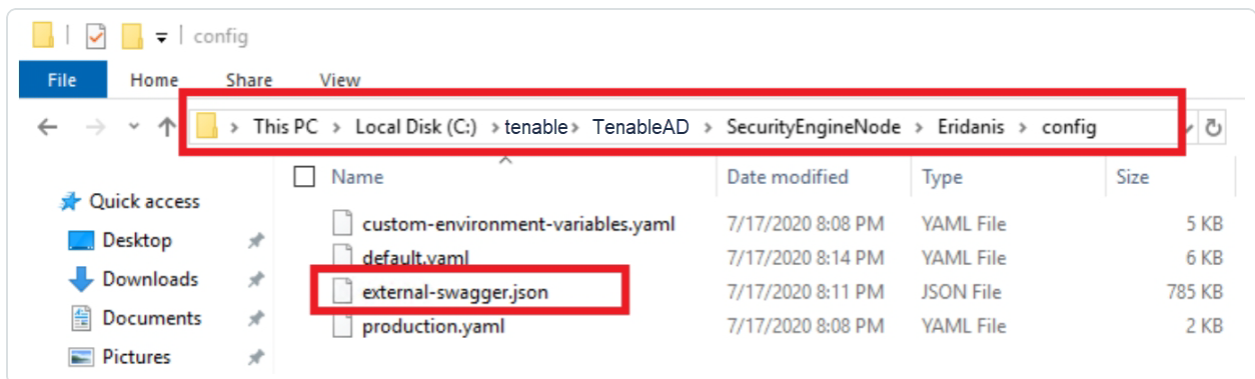 config
File Home Share View
This PC > Local Disk (C:) > tenable > TenableAD > SecurityEngineNode > Eridanis > config
Name Date modified Type Size
Quick access
custom-environment-variables.yaml 7/17/2020 8:08 PM YAML File 5 KB
Desktop
default.yaml 7/17/2020 8:14 PM YAML File 6 KB
Downloads
external-swagger.json 7/17/2020 8:11 PM JSON File 785 KB
Documents
production.yaml 7/17/2020 8:08 PM YAML File 2 KB
Pictures